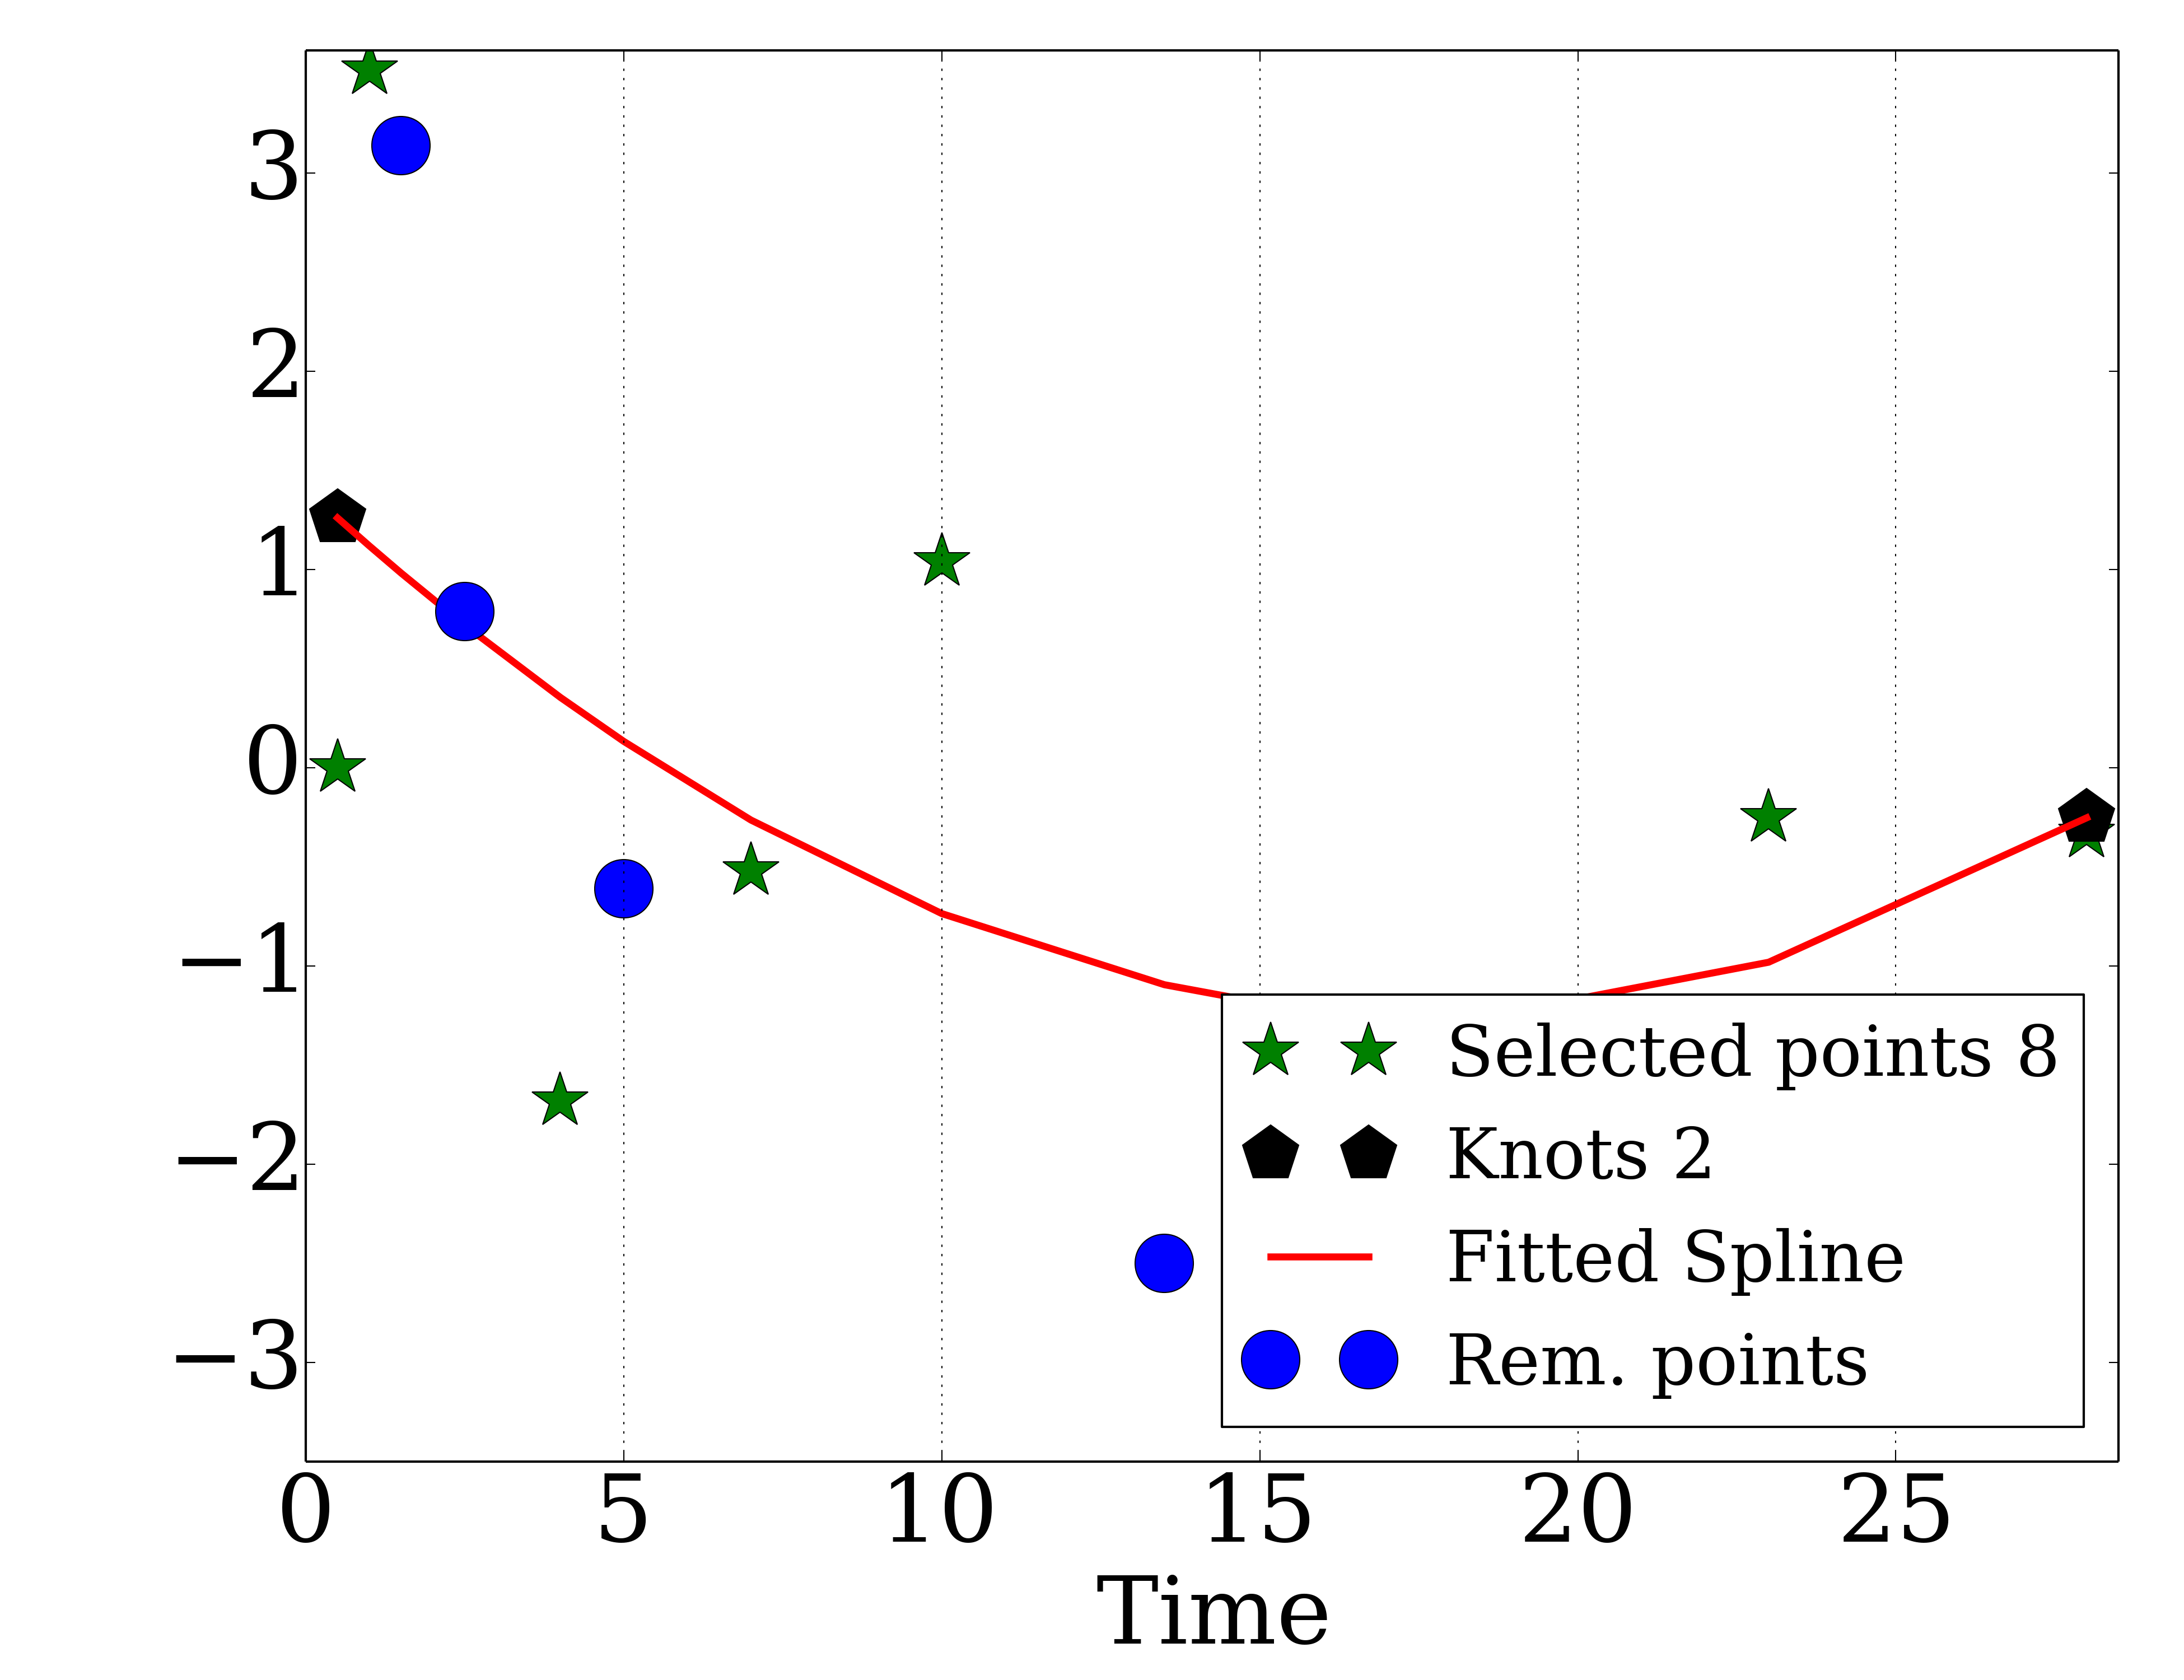 3
2
1
0
−1
−2
−3
Selected points 8
Knots 2
Fitted Spline
Rem. points
0 5 10 15 20 25
Time